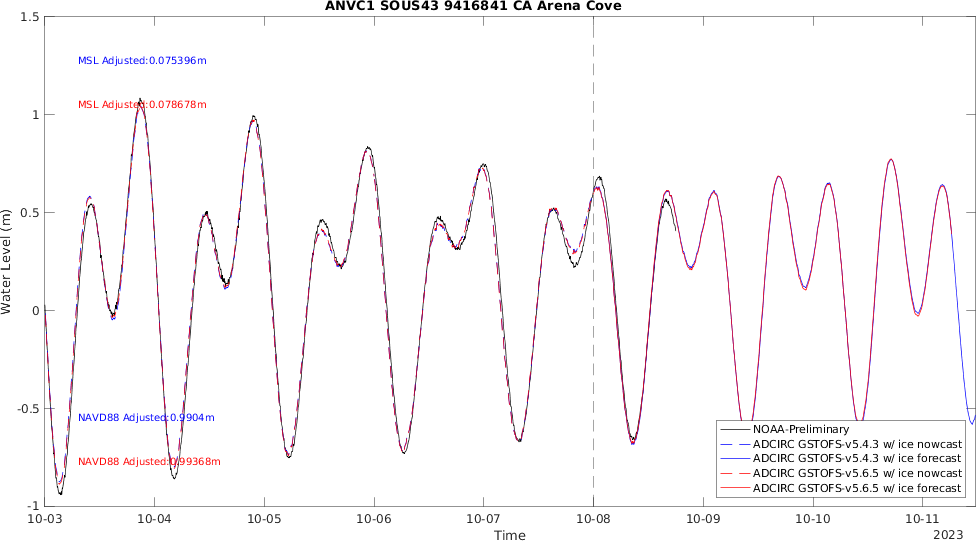 ANVC1 SOUS43 9416841 CA Arena Cove
1.5
MSL Adjusted:0.075396m
MSL Adjusted:0.078678m
1
0.5
Water Level (m)
0
-0.5
NAVD88 Adjusted:0.9904m
NAVD88 Adjusted:0.99368m
-1
NOAA-Preliminary
ADCIRC GSTOFS-v5.4.3 w/ ice nowcast
ADCIRC GSTOFS-v5.4.3 w/ ice forecast
ADCIRC GSTOFS-v5.6.5 w/ ice nowcast
ADCIRC GSTOFS-v5.6.5 w/ ice forecast
10-03 10-04 10-05 10-06 10-07 10-08 10-09 10-10 10-11
Time
2023